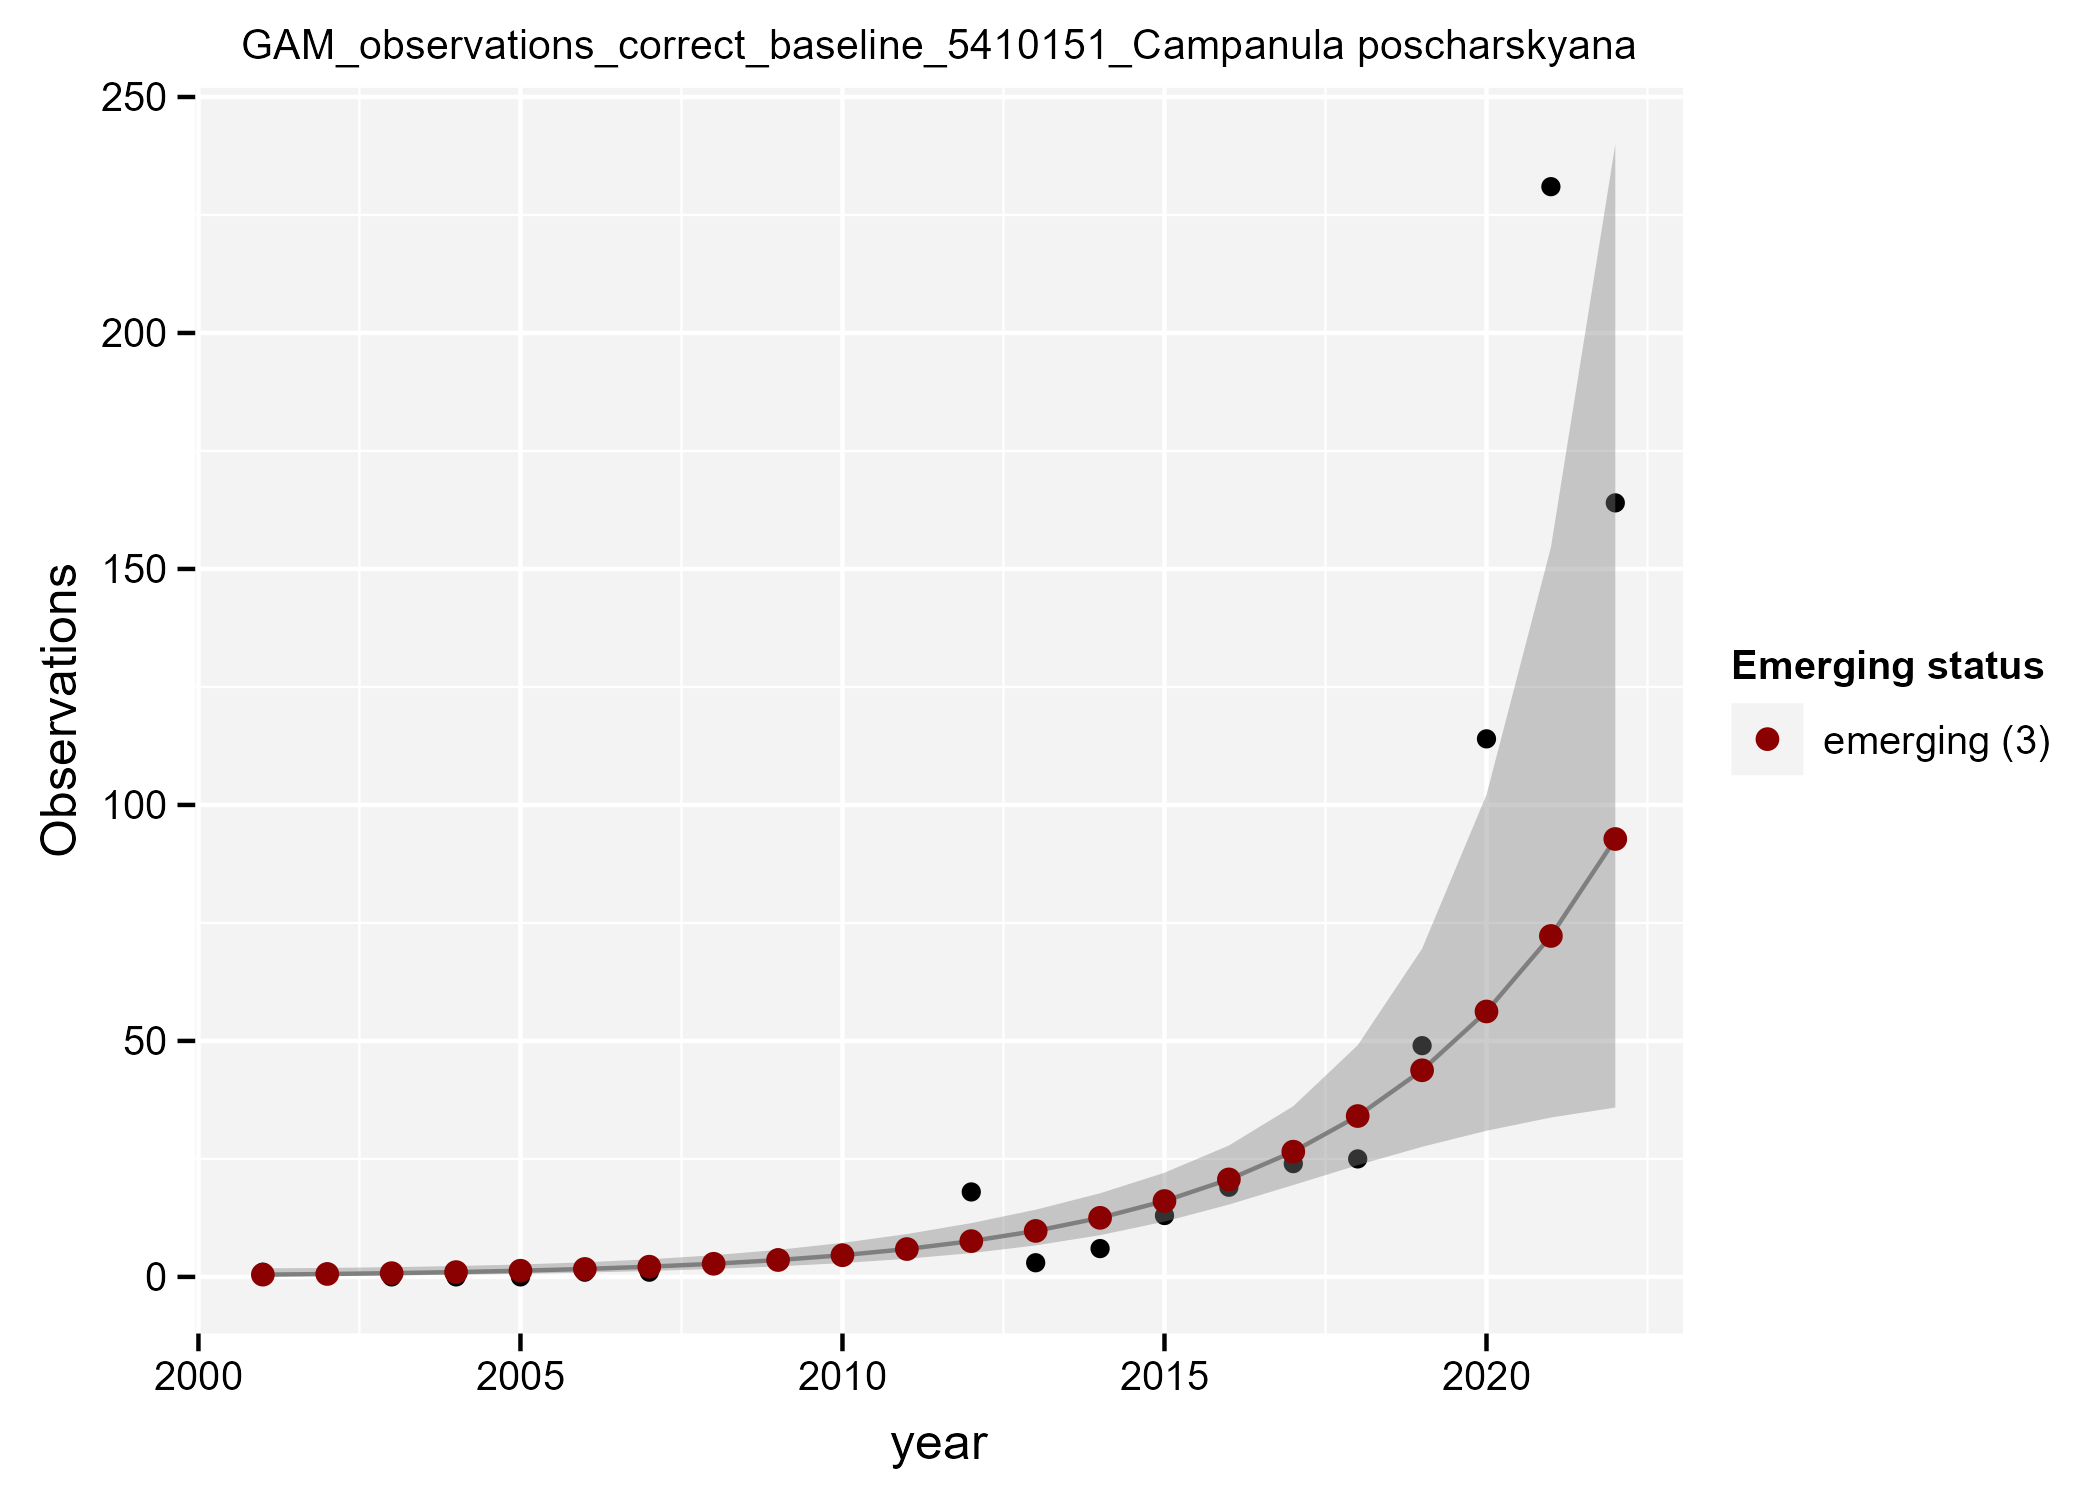 GAM_observations_correct_baseline_5410151_Campanula poscharskyana
250
200
150
100
50
0
Observations
2000 2005 2010 2015 2020
year
Emerging status
emerging (3)